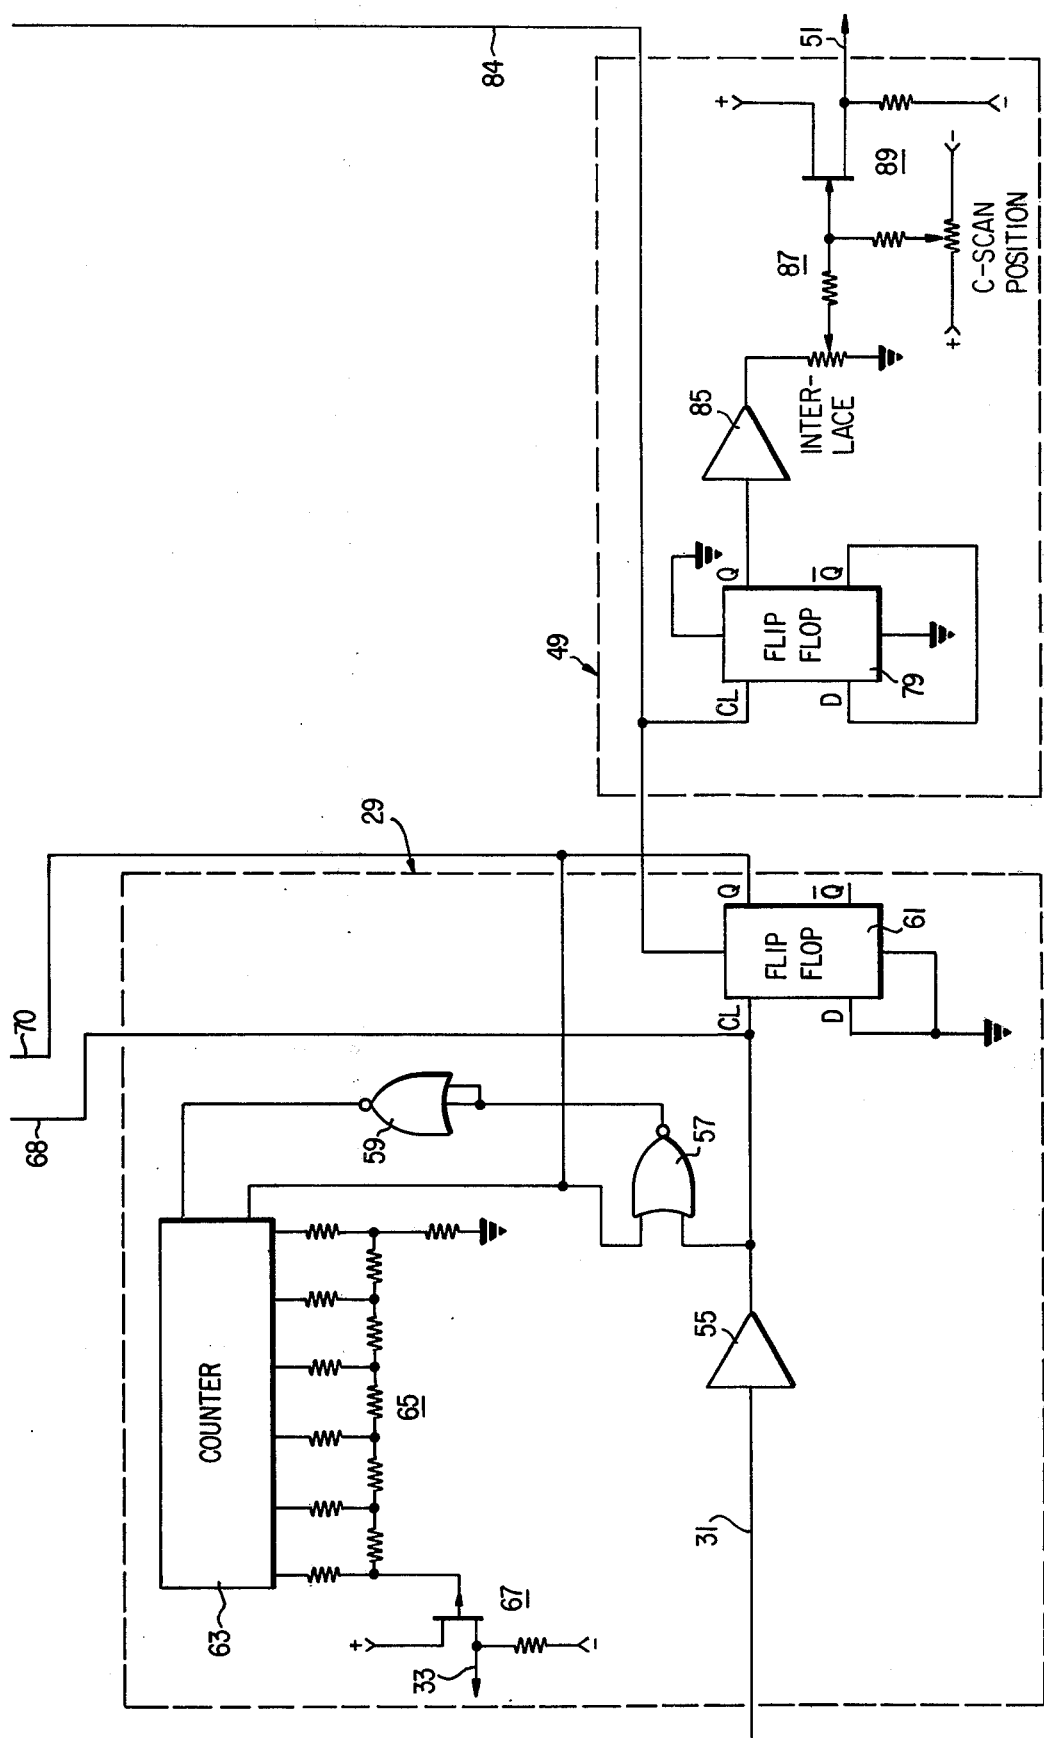 84
51
+
-
89
87
+
-
C-SCAN
POSITION
85
INTER-
LACE
49
Q
Q
FLIP
FLOP
CL
D
79
29
70
68
Q
Q
FLIP
FLOP
61
CL
D
59
57
COUNTER
63
65
55
67
+
-
33
31